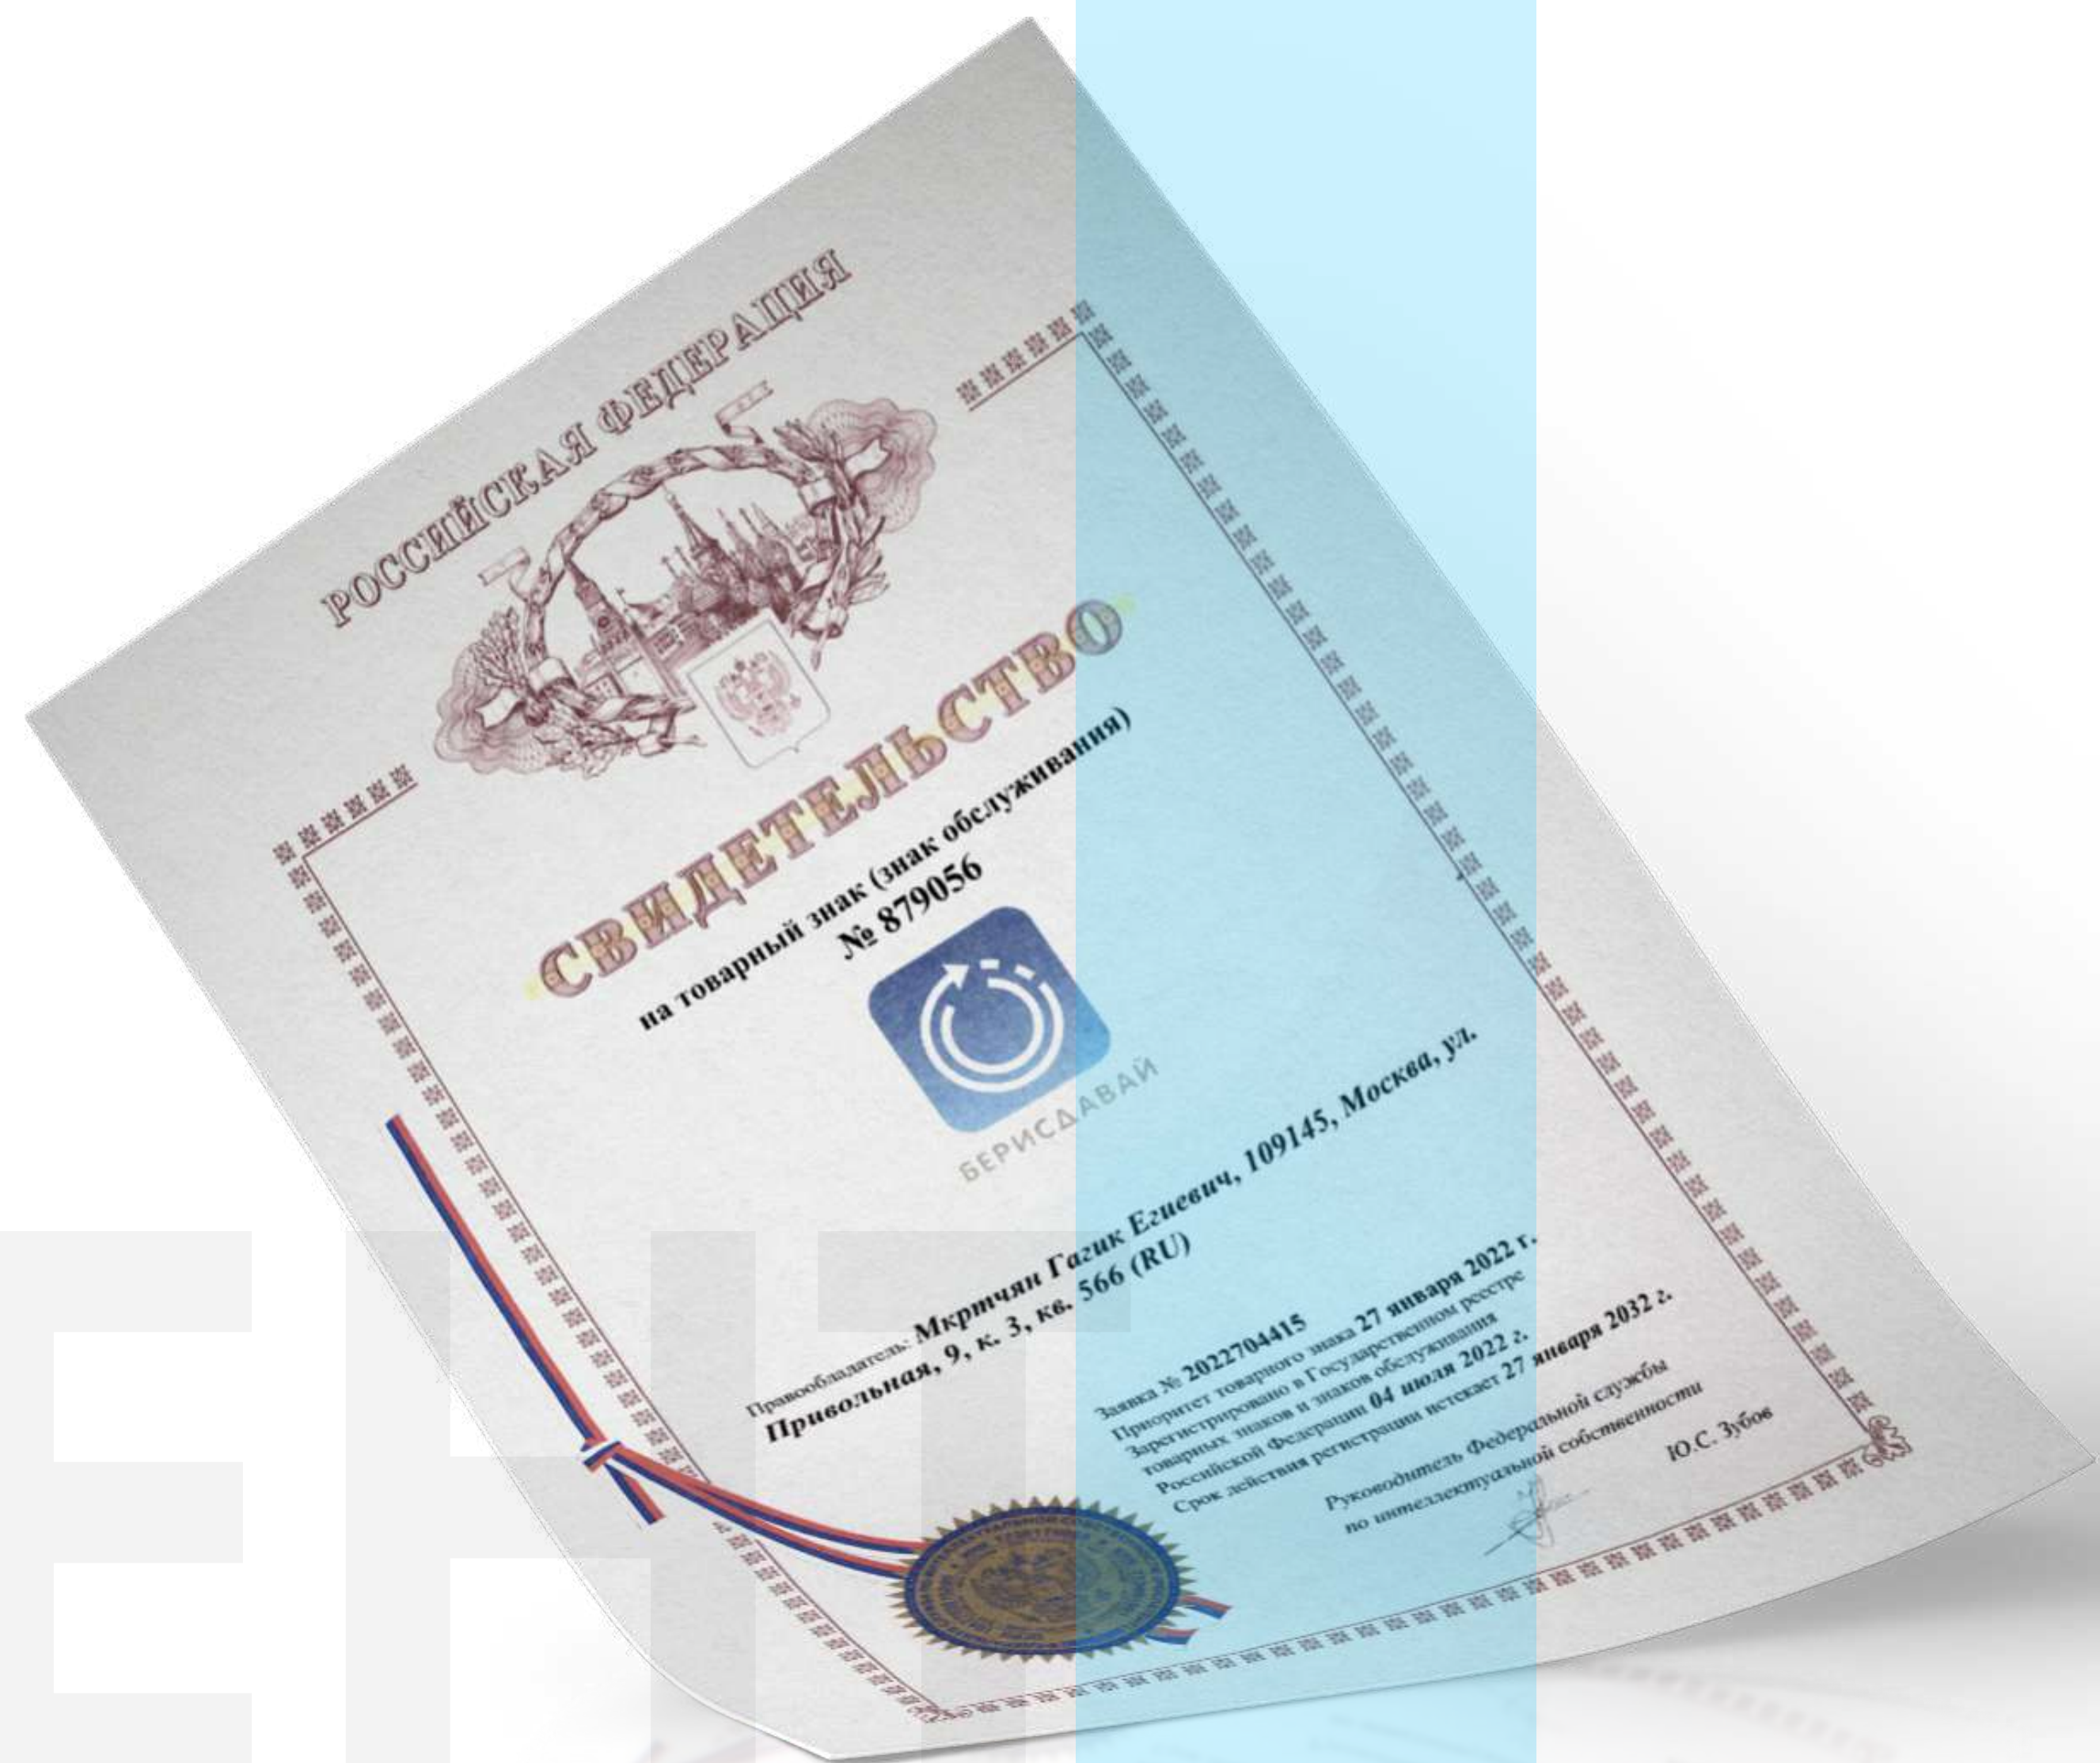 РОССИЙСКАЯ ФЕДЕРАЦИЯ
СВИДЕТЕЛЬСТВО
на товарный знак (знак обслуживания)
№ 879056
БЕРИСДАВАЙ
Правообладатель: Мкртчян Гагик Егиевич, 109145, Москва, ул.
Привольная, 9, к. 3, кв. 566 (RU)
Заявка № 2022704415
Приоритет товарного знака 27 января 2022 г.
Зарегистрировано в Государственном реестре
товарных знаков и знаков обслуживания
Российской Федерации 04 июля 2022 г.
Срок действия регистрации истекает 27 января 2032 г.
Руководитель Федеральной службы
по интеллектуальной собственности
Ю.С. Зубов
ЕНТ